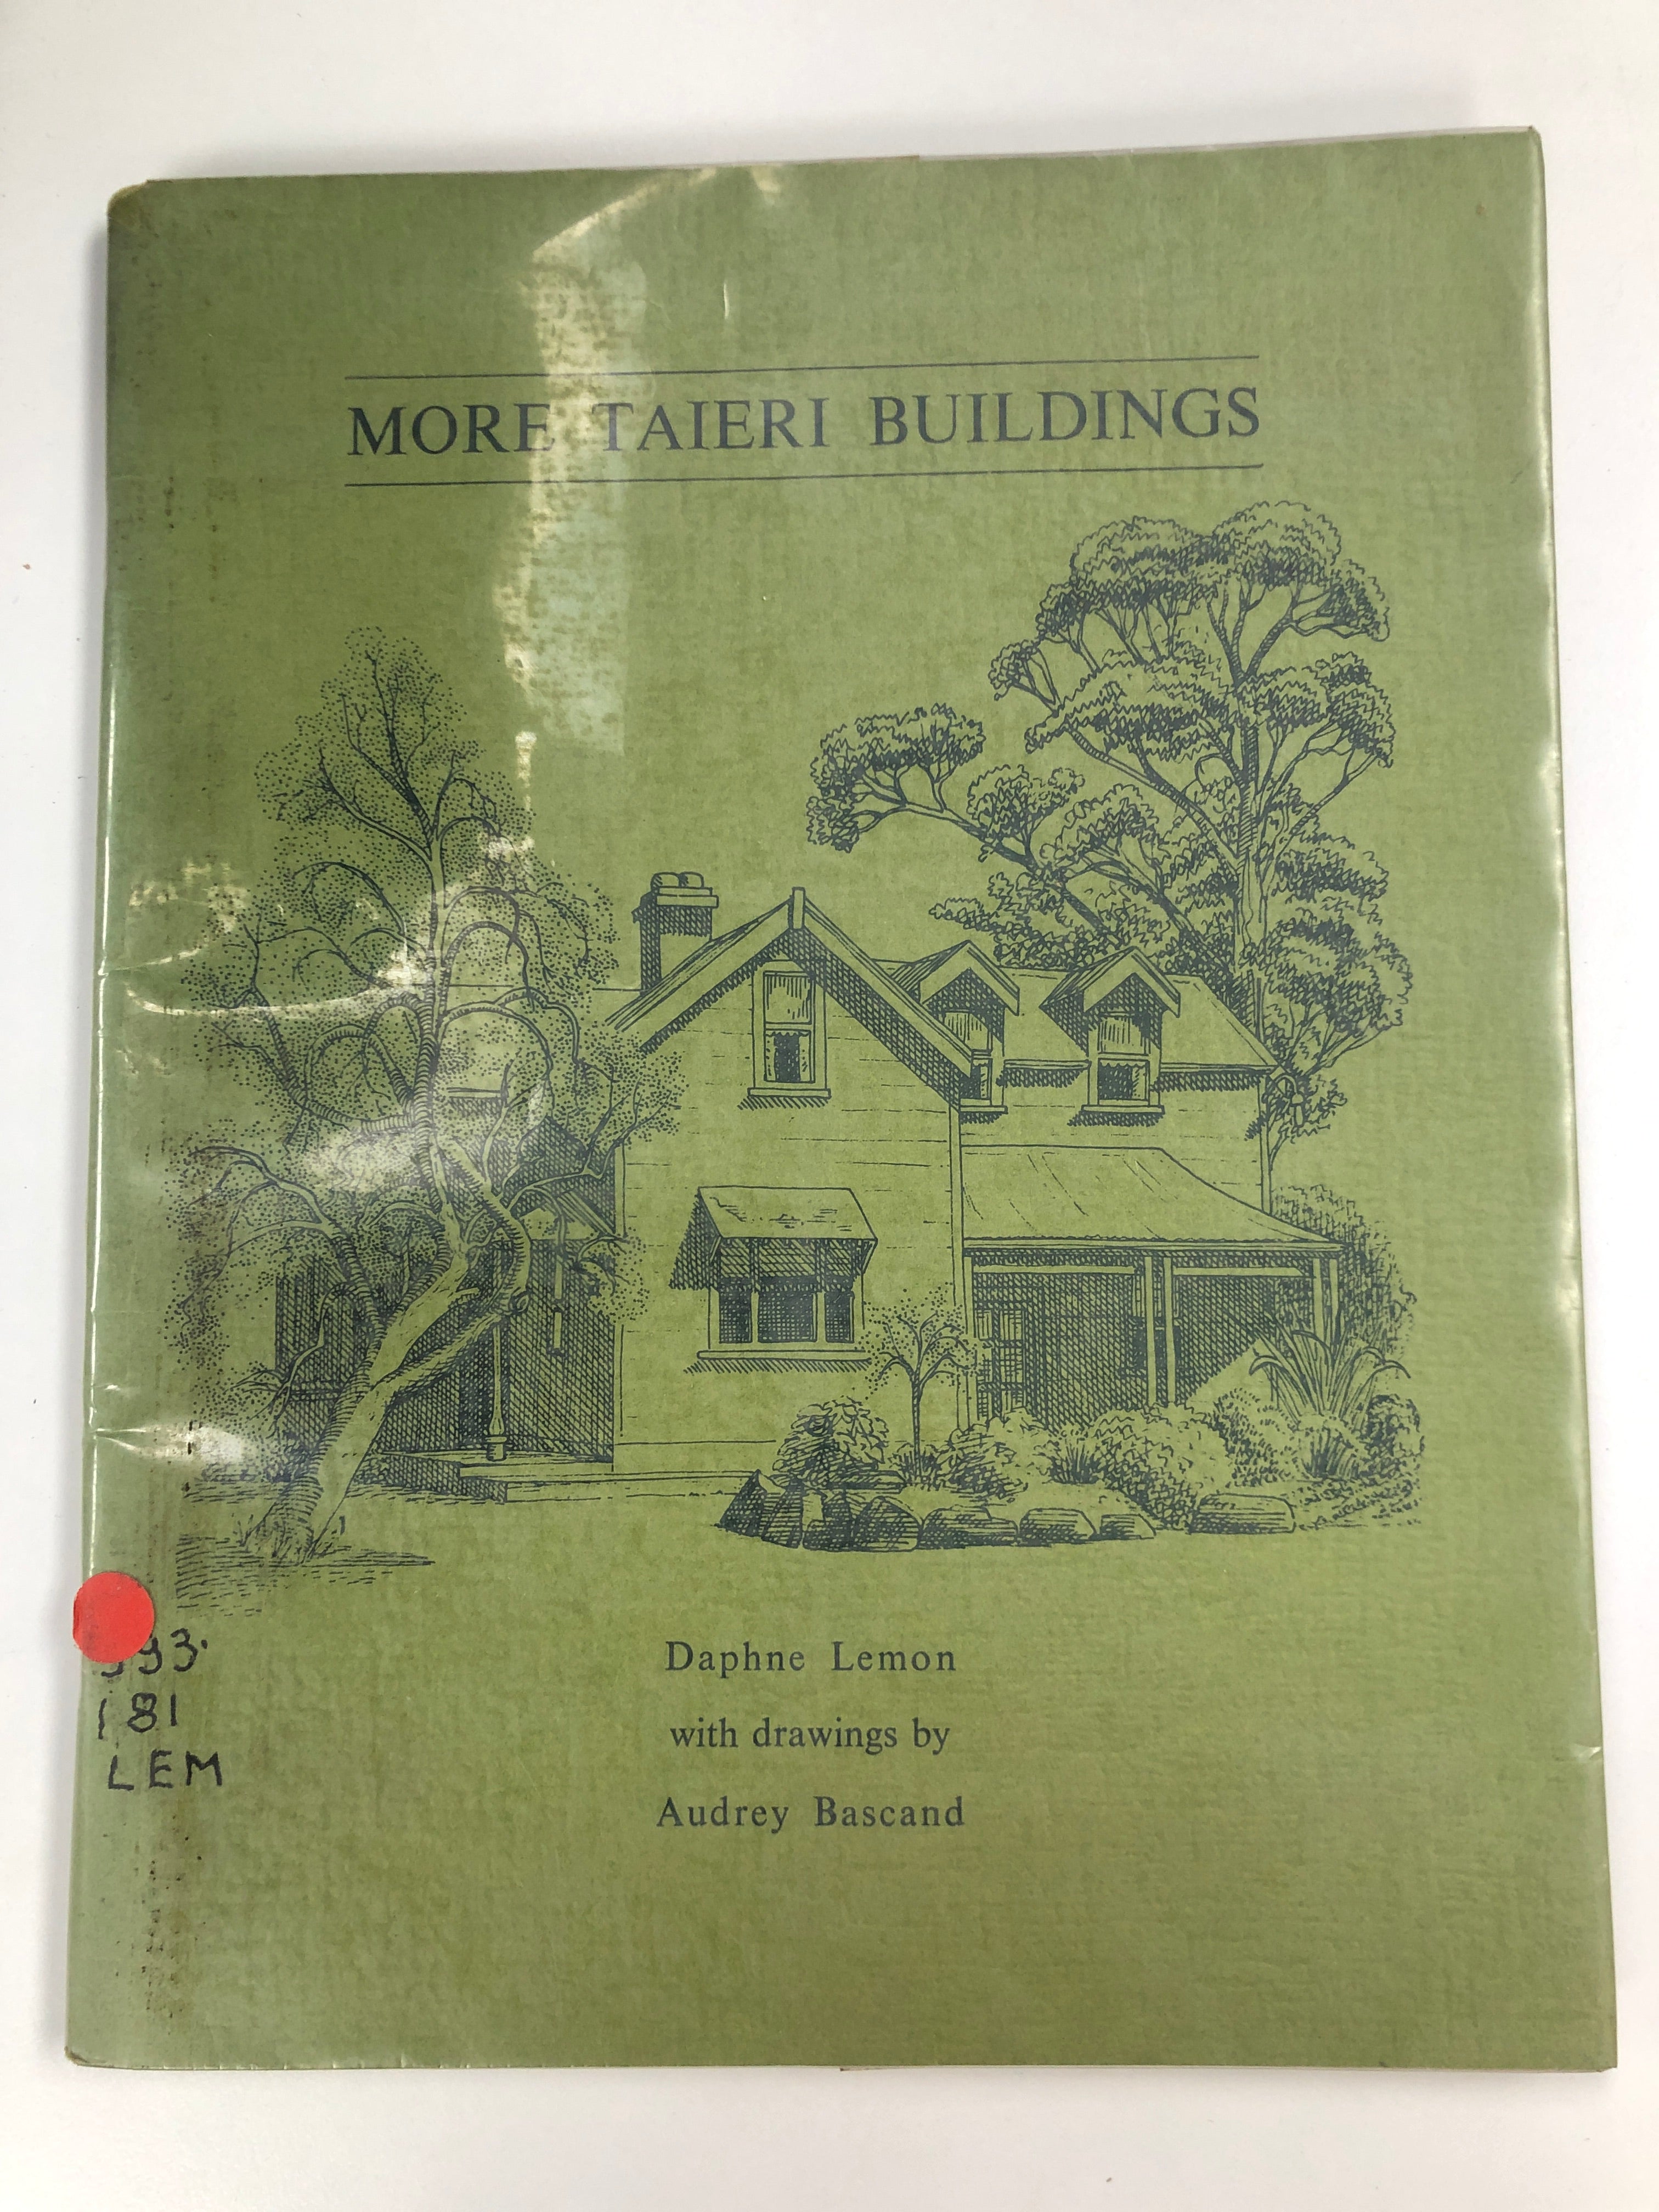 MORE TAIERI BUILDINGS
Daphne Lemon
with drawings by
Audrey Bascand
181
LEM